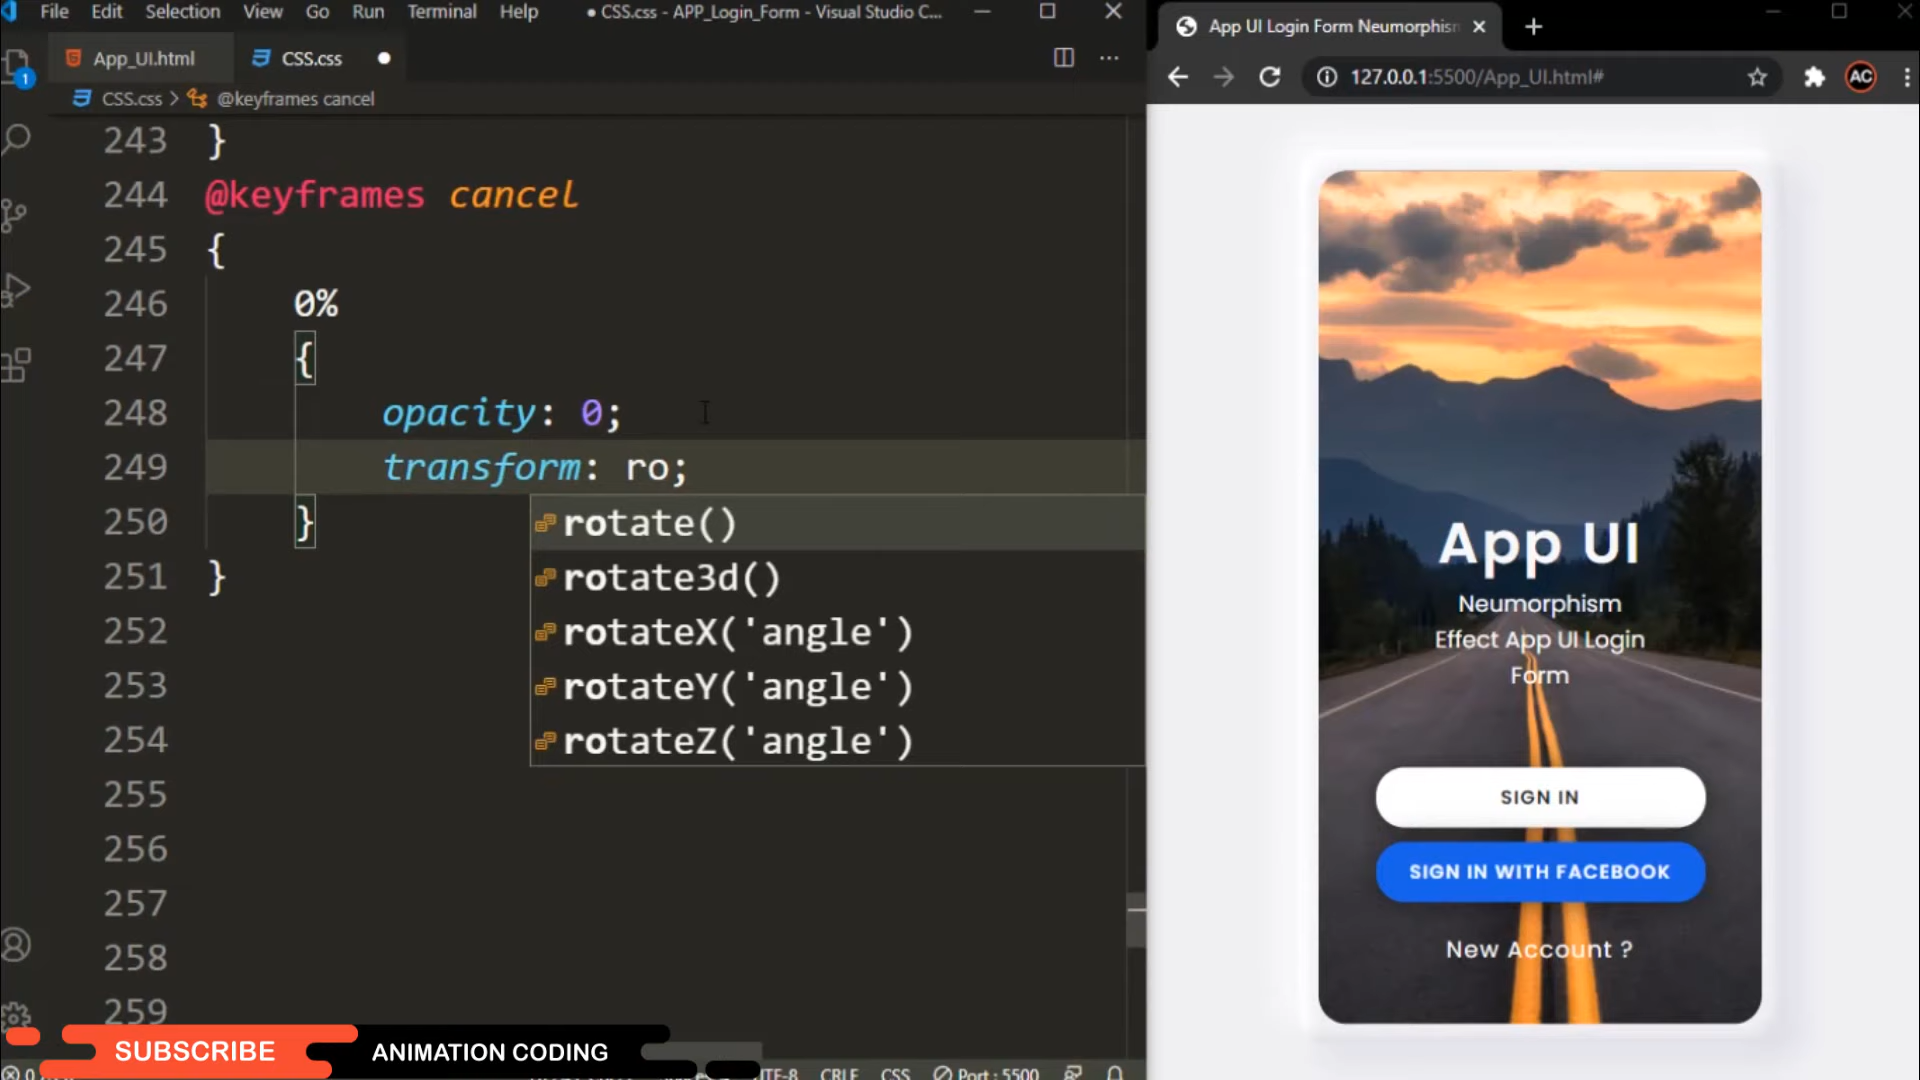 File Edit Selection View Go Run Terminal Help
● CSS.css - APP_Login_Form - Visual Studio C...
1
App_UI.html
CSS.css ●
CSS.css > @keyframes cancel
243 }
244 @keyframes cancel
245 {
246 0%
247 {
248 opacity: 0;
249 transform: ro;
250 }
251 }
252
253
254
255
256
257
258
259
rotate()
rotate3d()
rotateX('angle')
rotateY('angle')
rotateZ('angle')
SUBSCRIBE
ANIMATION CODING
UTF-8 CRLF CSS Port : 5500
App UI Login Form Neumorphism
127.0.0.1:5500/App_UI.html#
AC
App UI
Neumorphism
Effect App UI Login
Form
SIGN IN
SIGN IN WITH FACEBOOK
New Account ?